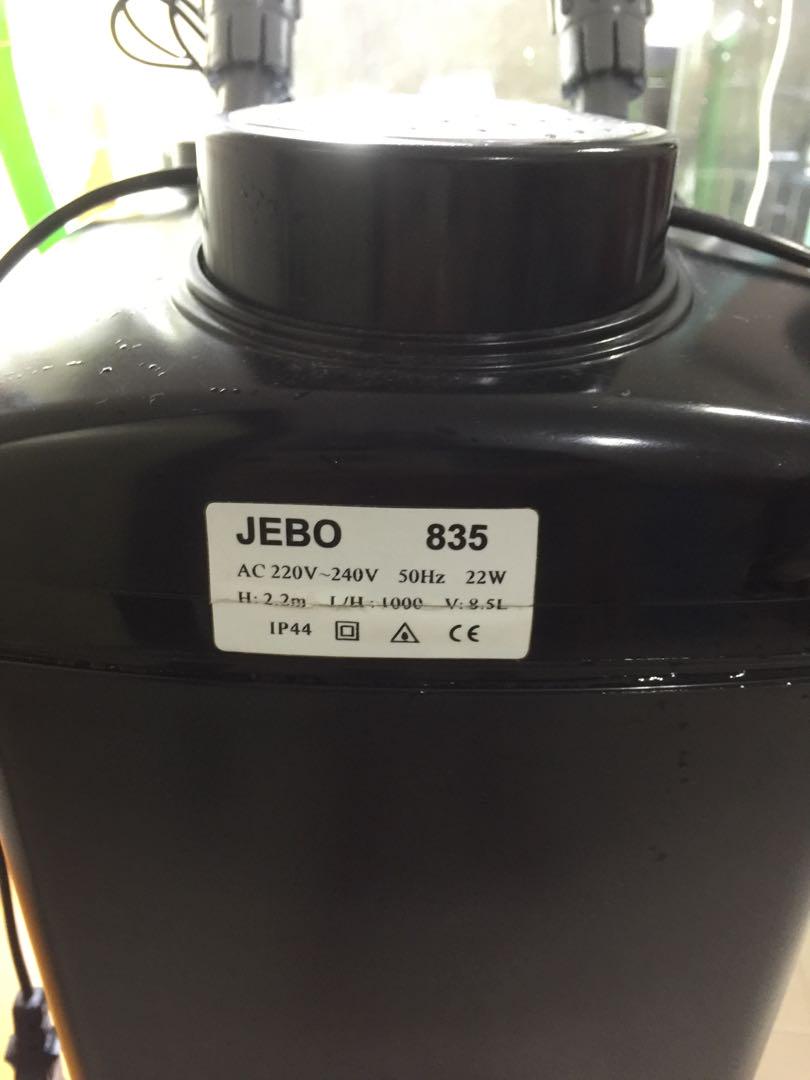 JEBO 835
AC 220V~240V 50Hz 22W
H: 2.2m L/H: 1000 V: 8.5L
IP44 CE